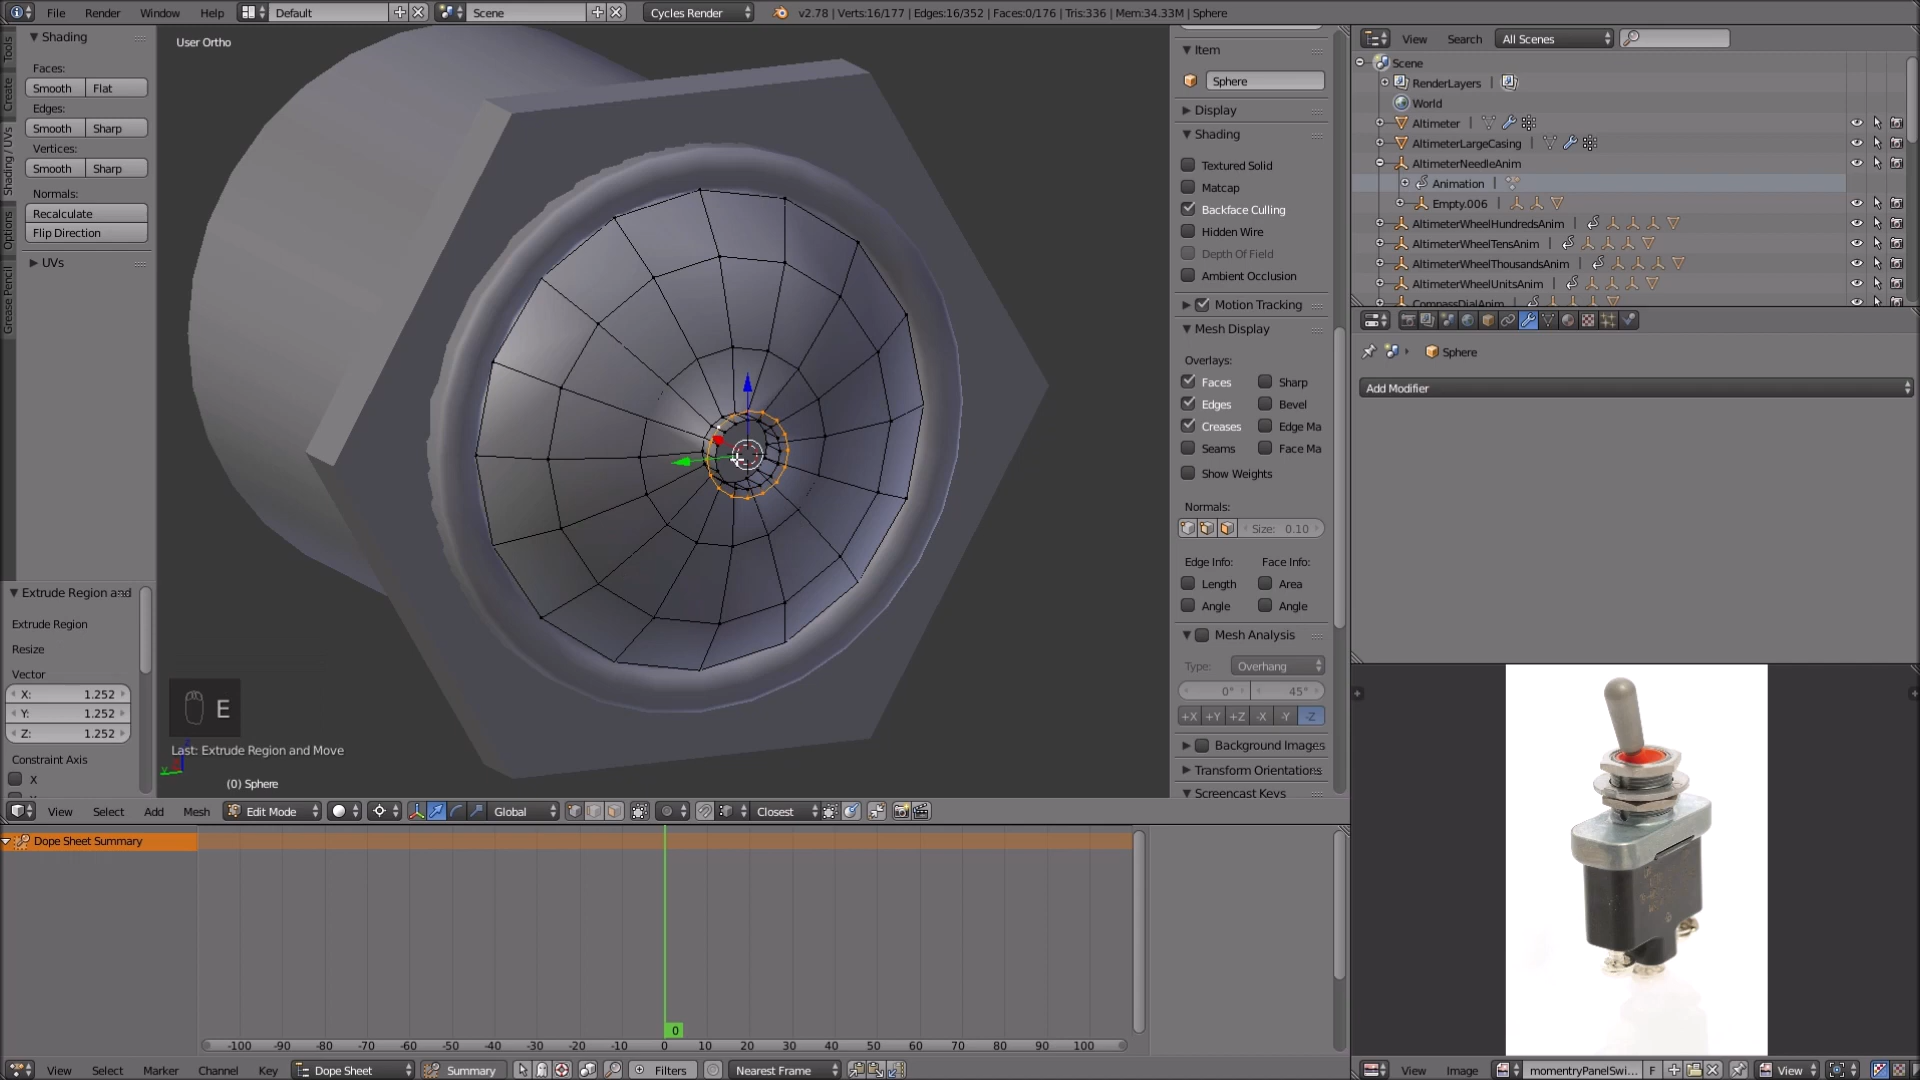 File Render Window Help Default Scene Cycles Render v2.78 | Verts:16/177 | Edges:16/352 | Faces:0/176 | Tris:336 | Mem:34.33M | Sphere
Tools
Create
Shading / UVs
Options
Grease Pencil
Shading
Faces:
Smooth Flat
Edges:
Smooth Sharp
Vertices:
Smooth Sharp
Normals:
Recalculate
Flip Direction
UVs
Extrude Region and
Extrude Region
Resize
Vector
X: 1.252
Y: 1.252
Z: 1.252
Constraint Axis
X
User Ortho
E
Last: Extrude Region and Move
(0) Sphere
Item
Sphere
Display
Shading
Textured Solid
Matcap
Backface Culling
Hidden Wire
Depth Of Field
Ambient Occlusion
Motion Tracking
Mesh Display
Overlays:
Faces Sharp
Edges Bevel
Creases Edge Ma
Seams Face Ma
Show Weights
Normals:
Size: 0.10
Edge Info: Face Info:
Length Area
Angle Angle
Mesh Analysis
Type: Overhang
0° 45°
+X +Y +Z -X -Y -Z
Background Images
Transform Orientations
Screencast Keys
View Select Add Mesh Edit Mode Global Closest
View Search All Scenes
Scene
RenderLayers
World
Altimeter
AltimeterLargeCasing
AltimeterNeedleAnim
Animation
Empty.006
AltimeterWheelHundredsAnim
AltimeterWheelTensAnim
AltimeterWheelThousandsAnim
AltimeterWheelUnitsAnim
CompassDialAnim
Sphere
Add Modifier
Dope Sheet Summary
0
-100 -90 -80 -70 -60 -50 -40 -30 -20 -10 0 10 20 30 40 50 60 70 80 90 100
View Select Marker Channel Key Dope Sheet Summary Filters Nearest Frame
View Image momentryPanelSwi... F View